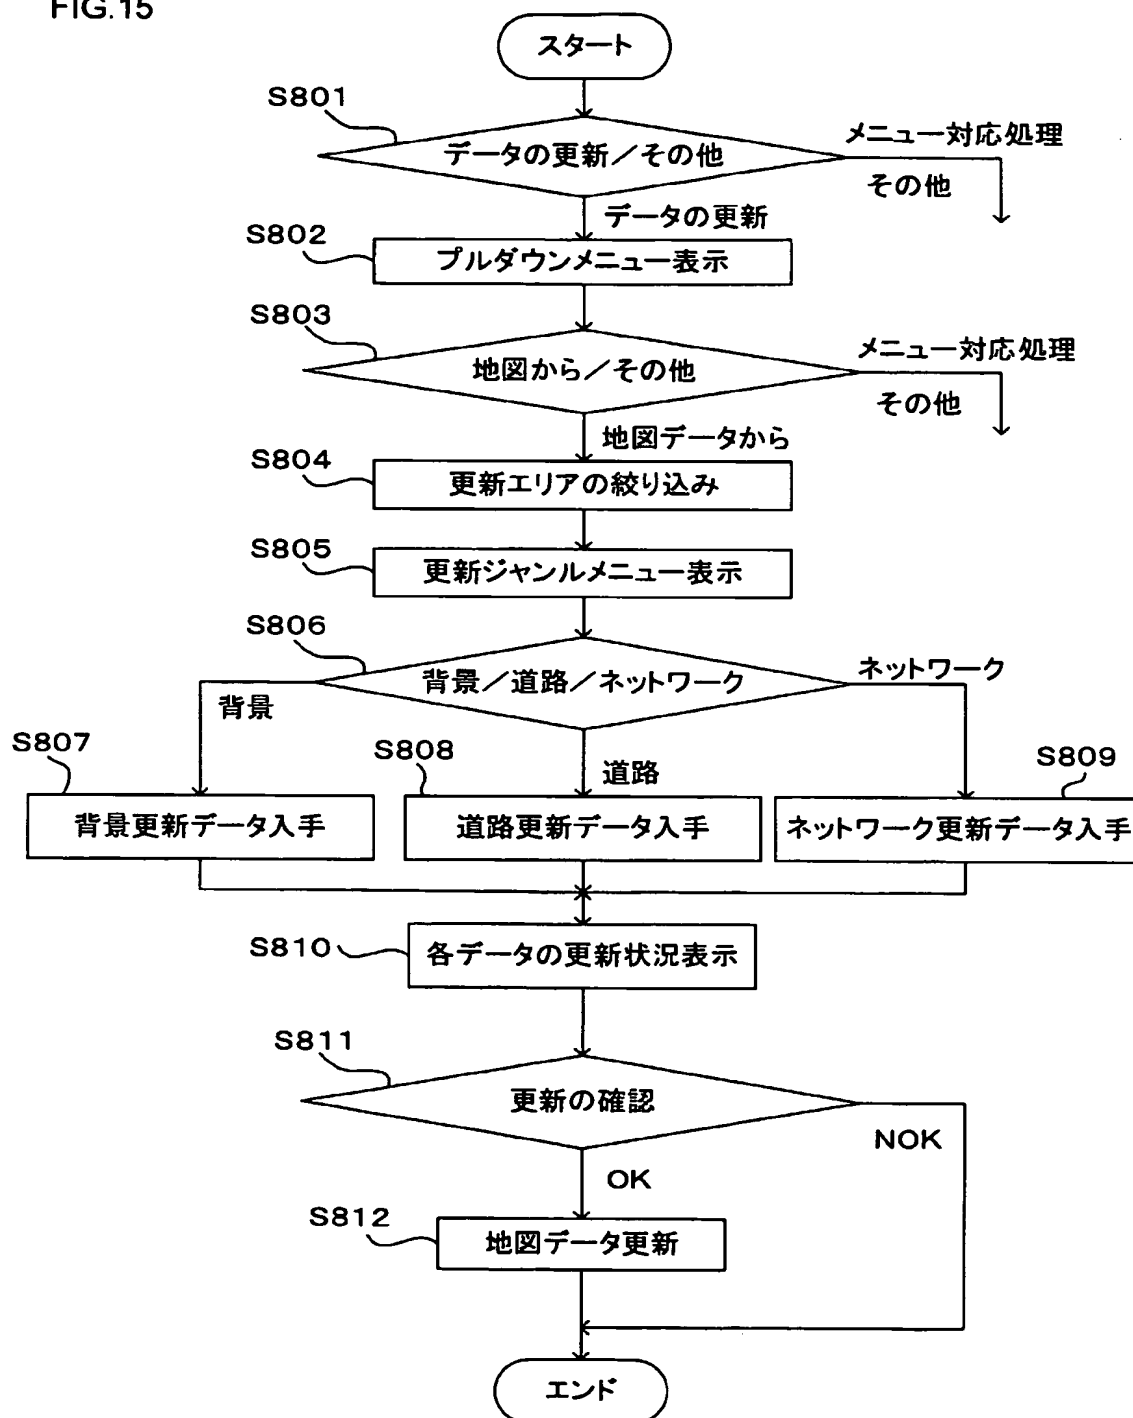 FIG.15
スタート
S801
データの更新／その他
メニュー対応処理
その他
データの更新
S802
プルダウンメニュー表示
S803
地図から／その他
メニュー対応処理
その他
地図データから
S804
更新エリアの絞り込み
S805
更新ジャンルメニュー表示
S806
背景／道路／ネットワーク
ネットワーク
背景
道路
S807
S808
S809
背景更新データ入手
道路更新データ入手
ネットワーク更新データ入手
S810
各データの更新状況表示
S811
更新の確認
NOK
OK
S812
地図データ更新
エンド